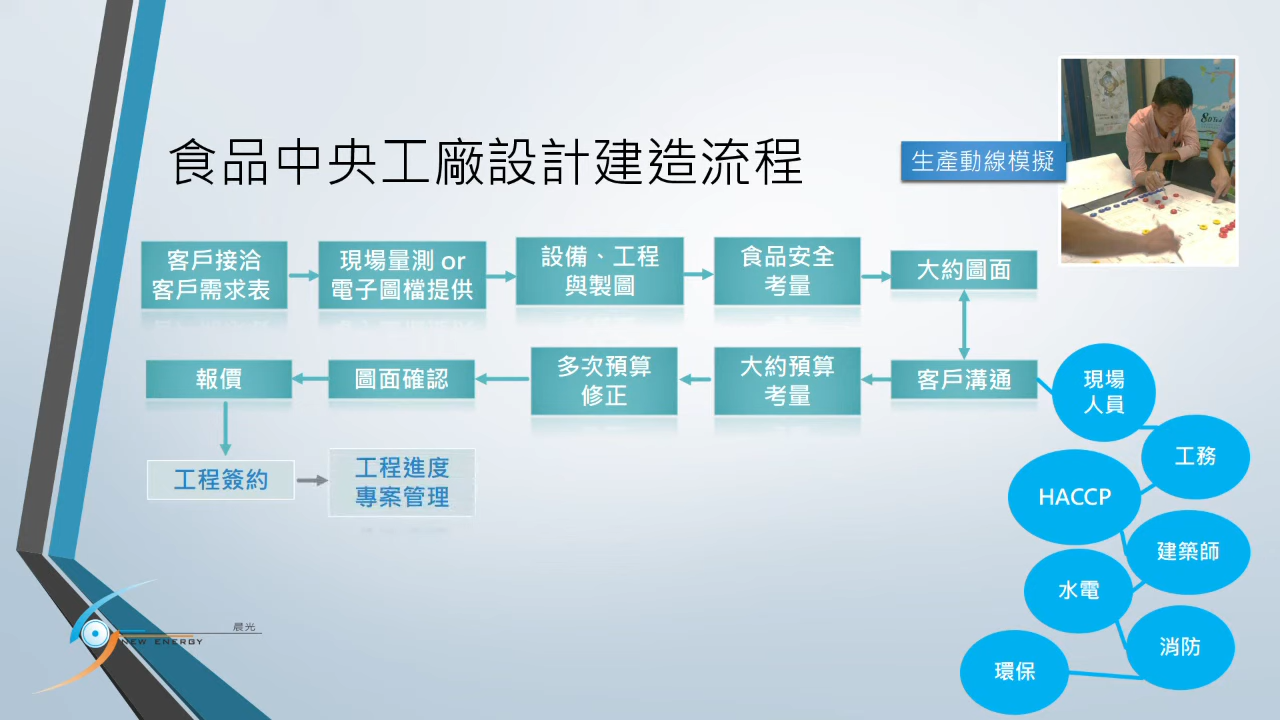 食品中央工廠設計建造流程
生產動線模擬
客戶接洽
客戶需求表
現場量測 or
電子圖檔提供
設備、工程
與製圖
食品安全
考量
大約圖面
報價
圖面確認
多次預算
修正
大約預算
考量
客戶溝通
現場
人員
工務
工程簽約
工程進度
專案管理
HACCP
建築師
水電
消防
環保
晨光
NEW ENERGY